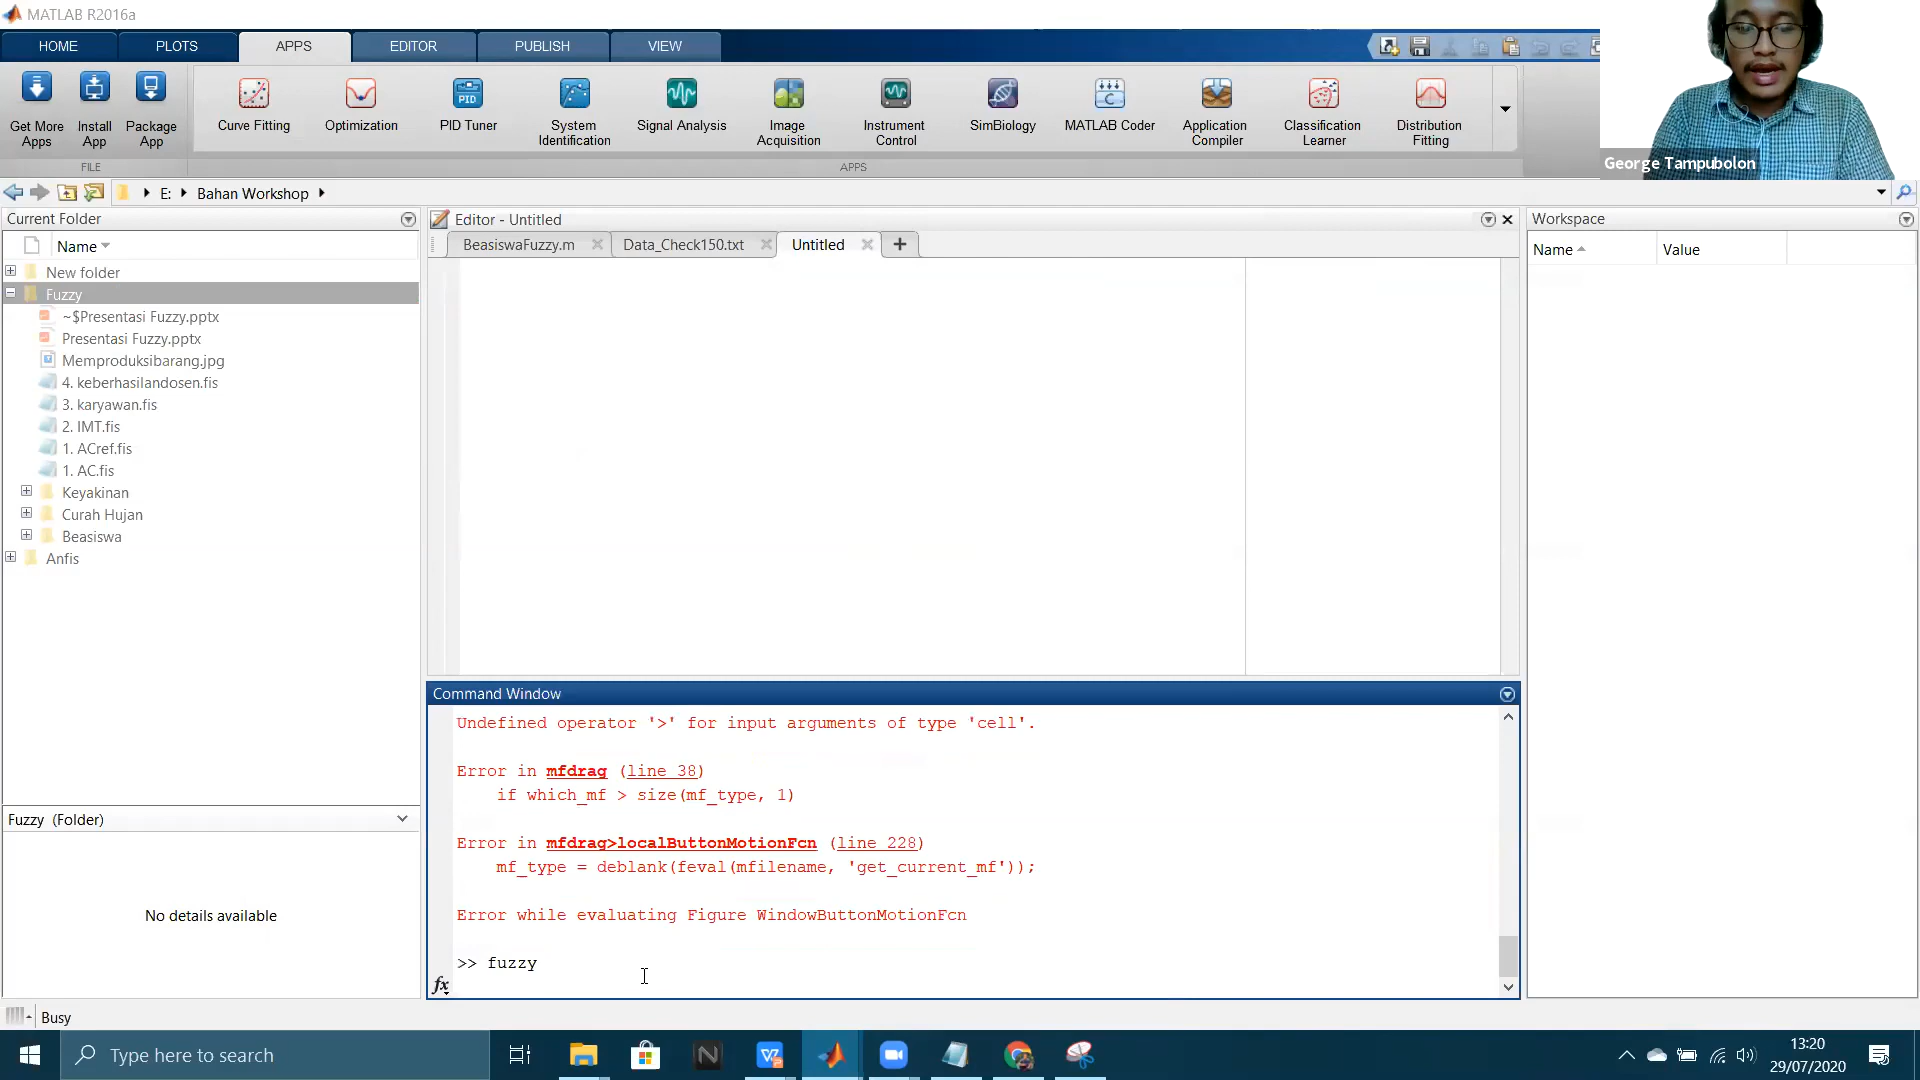 MATLAB R2016a
HOME
PLOTS
APPS
EDITOR
PUBLISH
VIEW
Get More
Apps
Install
App
Package
App
Curve Fitting
Optimization
PID
PID Tuner
System
Identification
Signal Analysis
Image
Acquisition
Instrument
Control
SimBiology
C
MATLAB Coder
Application
Compiler
Classification
Learner
Distribution
Fitting
FILE
APPS
George Tampubolon
E:
Bahan Workshop
Current Folder
Name
New folder
Fuzzy
~$Presentasi Fuzzy.pptx
Presentasi Fuzzy.pptx
Memproduksibarang.jpg
4. keberhasilandosen.fis
3. karyawan.fis
2. IMT.fis
1. ACref.fis
1. AC.fis
Keyakinan
Curah Hujan
Beasiswa
Anfis
Fuzzy (Folder)
No details available
Editor - Untitled
BeasiswaFuzzy.m
Data_Check150.txt
Untitled
Command Window
Undefined operator '>' for input arguments of type 'cell'.
Error in mfdrag (line 38)
if which_mf > size(mf_type, 1)
Error in mfdrag>localButtonMotionFcn (line 228)
mf_type = deblank(feval(mfilename, 'get_current_mf'));
Error while evaluating Figure WindowButtonMotionFcn
>> fuzzy
fx
Workspace
Name
Value
Busy
Type here to search
13:20
29/07/2020